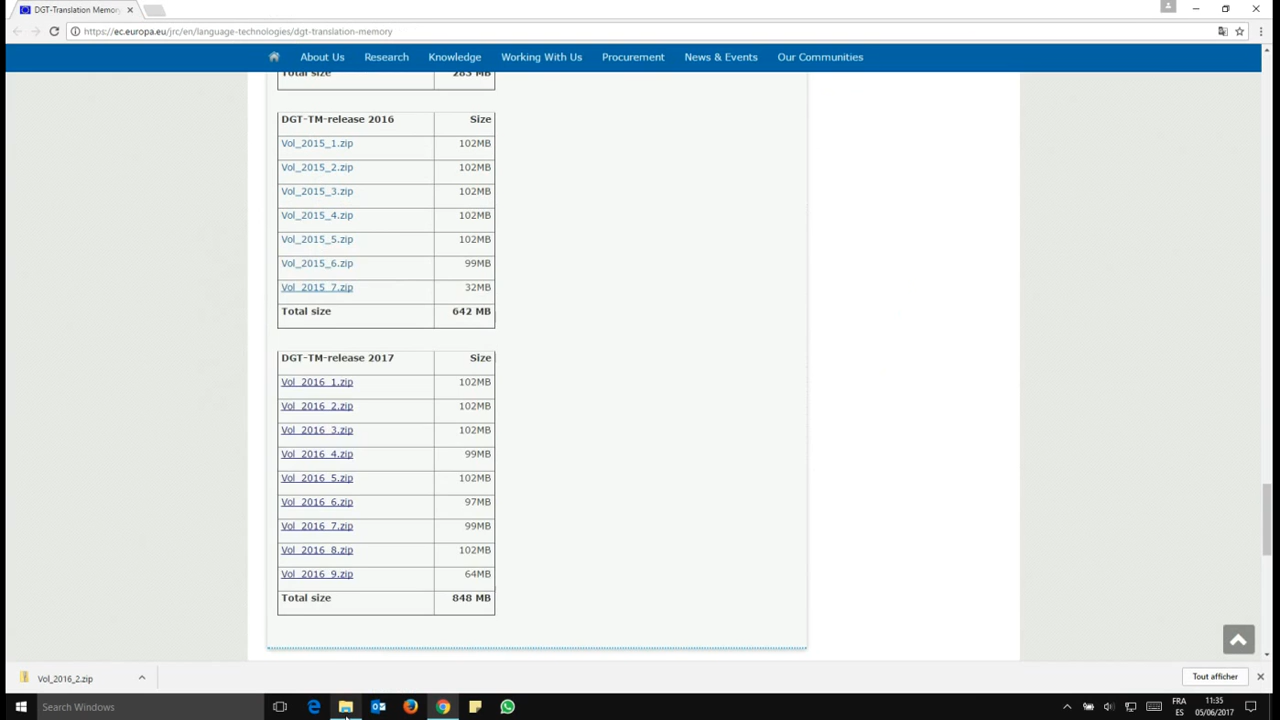 DGT-Translation Memory
https://ec.europa.eu/jrc/en/language-technologies/dgt-translation-memory
About Us Research Knowledge Working With Us Procurement News & Events Our Communities
Total size 283 MB
DGT-TM-release 2016 Size
Vol_2015_1.zip 102MB
Vol_2015_2.zip 102MB
Vol_2015_3.zip 102MB
Vol_2015_4.zip 102MB
Vol_2015_5.zip 102MB
Vol_2015_6.zip 99MB
Vol_2015_7.zip 32MB
Total size 642 MB
DGT-TM-release 2017 Size
Vol_2016_1.zip 102MB
Vol_2016_2.zip 102MB
Vol_2016_3.zip 102MB
Vol_2016_4.zip 99MB
Vol_2016_5.zip 102MB
Vol_2016_6.zip 97MB
Vol_2016_7.zip 99MB
Vol_2016_8.zip 102MB
Vol_2016_9.zip 64MB
Total size 848 MB
Vol_2016_2.zip
Tout afficher
Search Windows
FRA 11:35
ES 05/06/2017